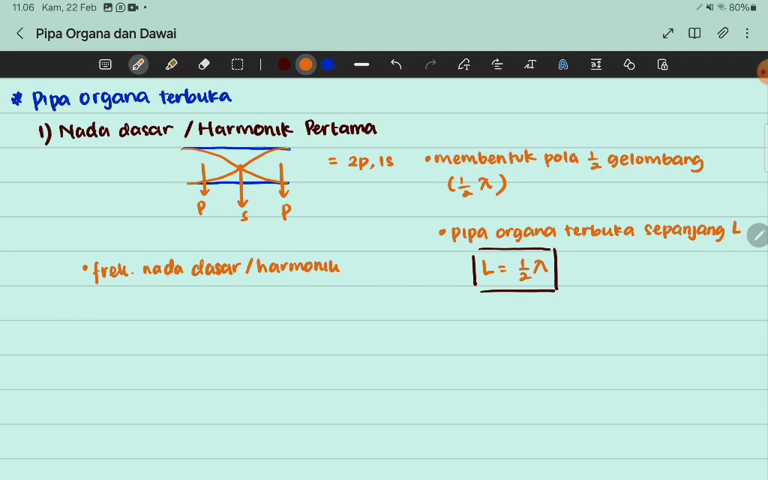 11.06 Kam, 22 Feb
80%
Pipa Organa dan Dawai
* Pipa organa terbuka
1) Nada dasar / Harmonik Pertama
= 2P, 1S
P S P
• membentuk pola 1/2 gelombang
(1/2 λ)
• pipa organa terbuka sepanjang L
L = 1/2 λ
• frek. nada dasar / harmonik